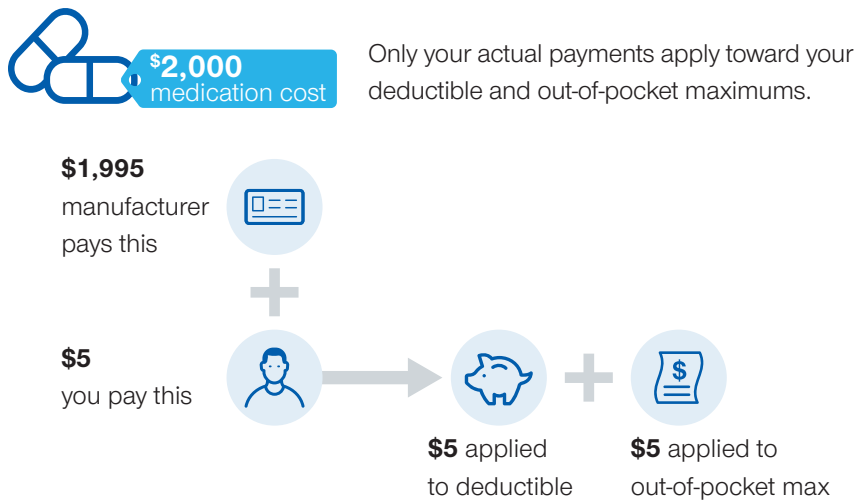 $2,000
medication cost
Only your actual payments apply toward your
deductible and out-of-pocket maximums.
$1,995
manufacturer
pays this
$5
you pay this
$
$5 applied
to deductible
$5 applied to
out-of-pocket max